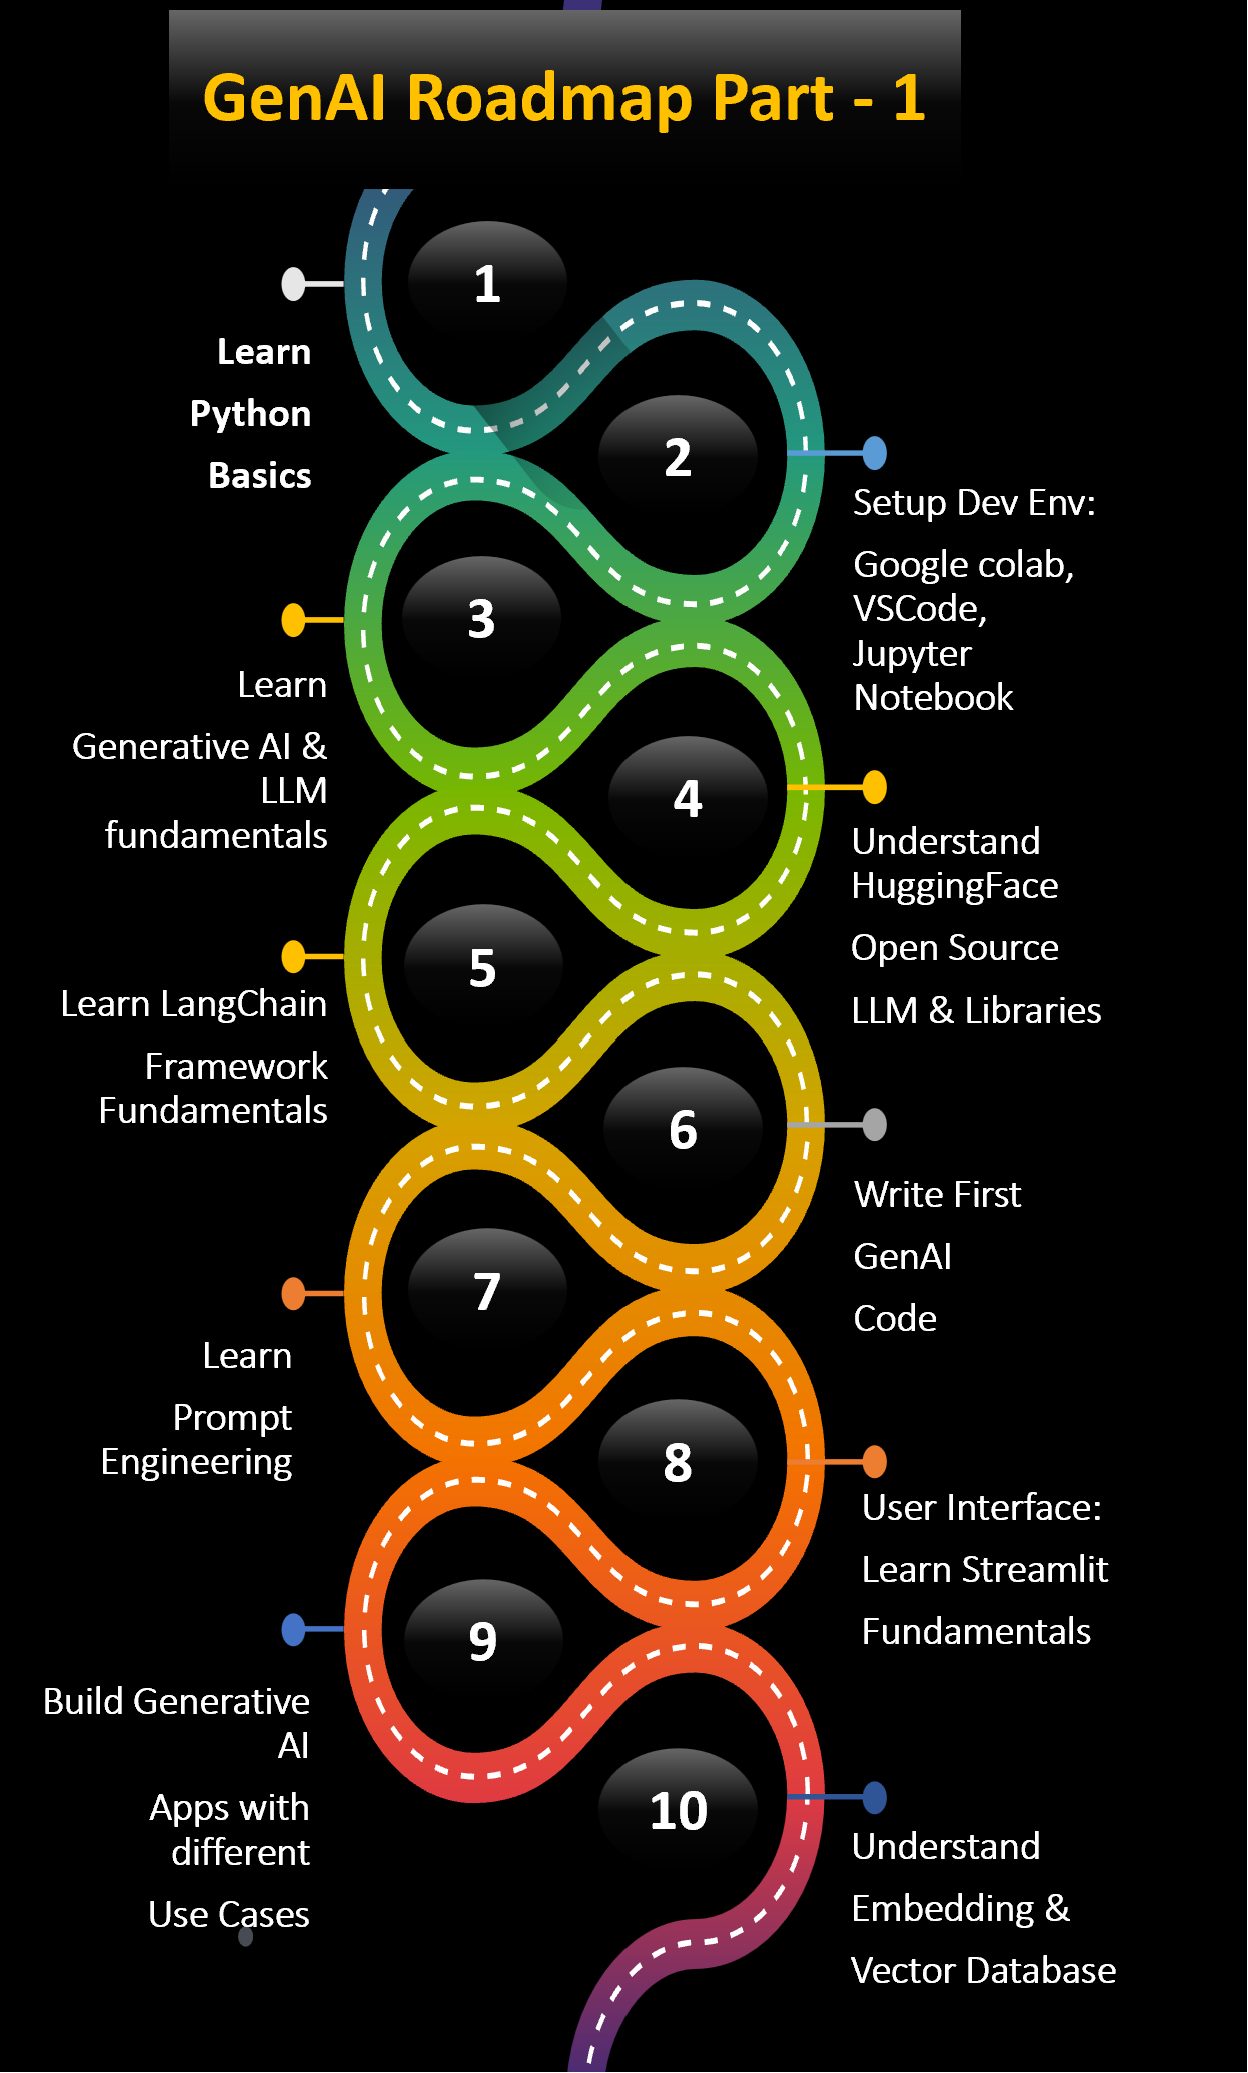 GenAI Roadmap Part - 1
1
Learn
Python
Basics
2
Setup Dev Env:
Google colab,
VSCode,
Jupyter
Notebook
3
Learn
Generative AI &
LLM
fundamentals
4
Understand
HuggingFace
Open Source
LLM & Libraries
5
Learn LangChain
Framework
Fundamentals
6
Write First
GenAI
Code
7
Learn
Prompt
Engineering
8
User Interface:
Learn Streamlit
Fundamentals
9
Build Generative
AI
Apps with
different
Use Cases
10
Understand
Embedding &
Vector Database